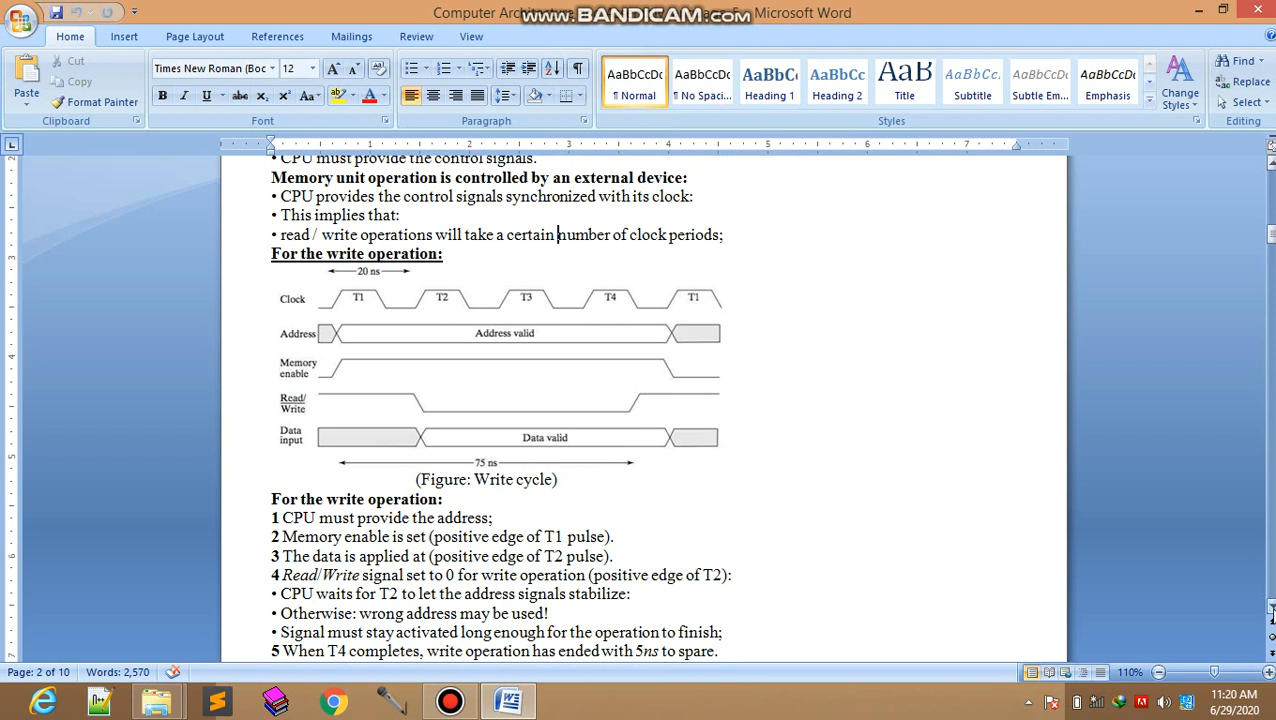 Computer Architecture
For Microsoft Word
www.BANDICAM.com
Home Insert Page Layout References Mailings Review View
Paste
Cut
Copy
Format Painter
Clipboard
Times New Roman (Boc 12
Font
Paragraph
AaBbCcDc AaBbCcDc AaBbCc AaBbCc AaB AaBbCc. AaBbCcDc AaBbCcDc
¶ Normal ¶ No Spaci... Heading 1 Heading 2 Title Subtitle Subtle Em... Emphasis
Styles
Change Styles
Find
Replace
Select
Editing
1 2 3 4 5 6 7
• CPU must provide the control signals.
Memory unit operation is controlled by an external device:
• CPU provides the control signals synchronized with its clock:
• This implies that:
• read / write operations will take a certain number of clock periods;
For the write operation:
20 ns
Clock T1 T2 T3 T4 T1
Address Address valid
Memory enable
Read/
Write
Data input Data valid
75 ns
(Figure: Write cycle)
For the write operation:
1 CPU must provide the address;
2 Memory enable is set (positive edge of T1 pulse).
3 The data is applied at (positive edge of T2 pulse).
4 Read/Write signal set to 0 for write operation (positive edge of T2):
• CPU waits for T2 to let the address signals stabilize:
• Otherwise: wrong address may be used!
• Signal must stay activated long enough for the operation to finish;
5 When T4 completes, write operation has ended with 5ns to spare.
Page: 2 of 10 Words: 2,570 110%
11:20 AM
6/29/2020